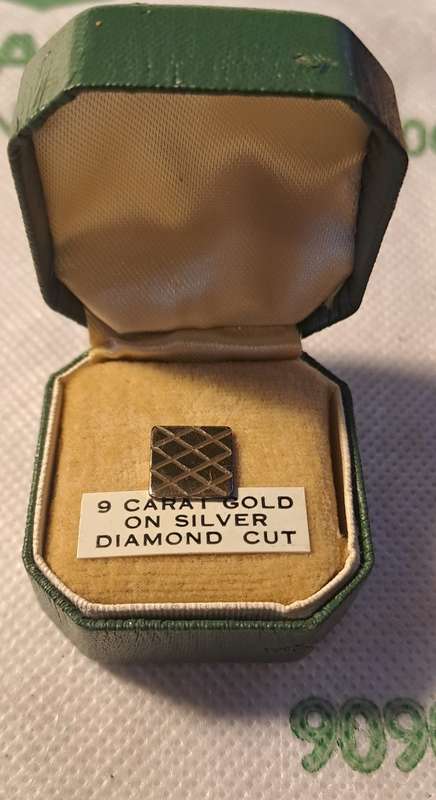 9 CARAT GOLD
ON SILVER
DIAMOND CUT